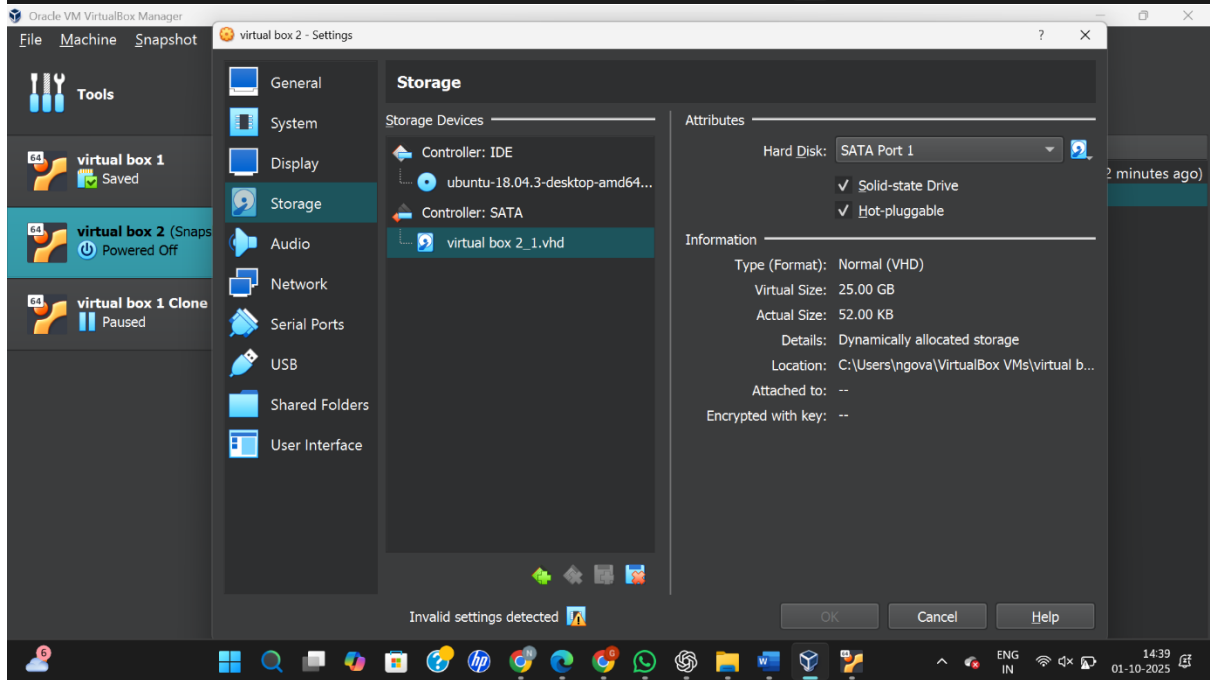 Oracle VM VirtualBox Manager
File Machine Snapshot
Tools
64
virtual box 1
Saved
64
virtual box 2 (Snaps
Powered Off
64
virtual box 1 Clone
Paused
virtual box 2 - Settings
? 
General
System
Display
Storage
Audio
Network
Serial Ports
USB
Shared Folders
User Interface
Storage
Storage Devices
Controller: IDE
ubuntu-18.04.3-desktop-amd64...
Controller: SATA
virtual box 2_1.vhd
Attributes
Hard Disk: SATA Port 1
Solid-state Drive
Hot-pluggable
Information
Type (Format): Normal (VHD)
Virtual Size: 25.00 GB
Actual Size: 52.00 KB
Details: Dynamically allocated storage
Location: C:\Users\ngova\VirtualBox VMs\virtual b...
Attached to: --
Encrypted with key: --
Invalid settings detected
OK Cancel Help
2 minutes ago)
6
hp
N
G
W
ENG
IN
14:39
01-10-2025